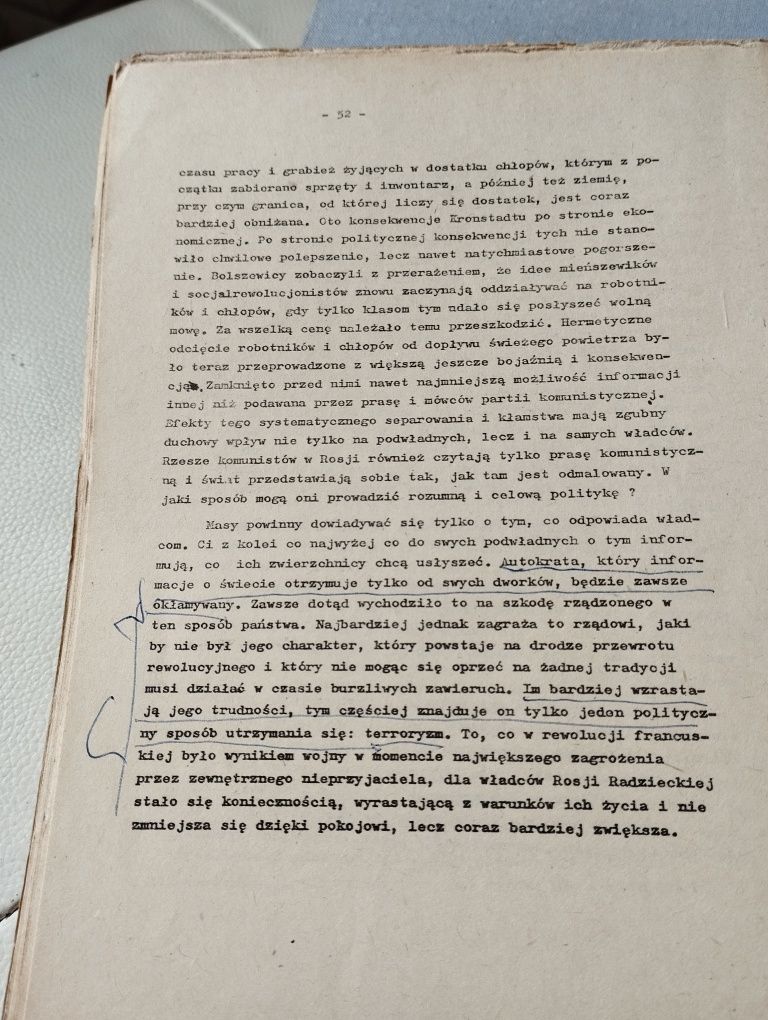 - 52 -
czasu pracy i grabież żyjących w dostatku chłopów, którym z po-
czątku zabierano sprzęty i inwentarz, a później też ziemię,
przy czym granica, od której liczy się dostatek, jest coraz
bardziej obniżana. Oto konsekwencje Kronstadtu po stronie eko-
nomicznej. Po stronie politycznej konsekwencji tych nie stano-
wiło chwilowe polepszenie, lecz nawet natychmiastowe pogorsze-
nie. Bolszewicy zobaczyli z przerażeniem, że idee mieńszewików
i socjalrewolucjonistów znowu zaczynają oddziaływać na robotni-
ków i chłopów, gdy tylko klasom tym udało się posłyszeć wolną
mowę. Za wszelką cenę należało temu przeszkodzić. Hermetyczne
odcięcie robotników i chłopów od dopływu świeżego powietrza by-
ło teraz przeprowadzone z większą jeszcze bojaźnią i konsekwen-
cją. Zamknięto przed nimi nawet najmniejszą możliwość informacji
innej niż podawana przez prasę i mówców partii komunistycznej.
Efekty tego systematycznego separowania i kłamstwa mają zgubny
duchowy wpływ nie tylko na podwładnych, lecz i na samych władców.
Rzesze komunistów w Rosji również czytają tylko prasę komunistycz-
ną i świat przedstawiają sobie tak, jak tam jest odmalowany. W
jaki sposób mogą oni prowadzić rozumną i celową politykę ?
Masy powinny dowiadywać się tylko o tym, co odpowiada wład-
com. Ci z kolei co najwyżej co do swych podwładnych o tym infor-
mują, co ich zwierzchnicy chcą usłyszeć. Autokrata, który infor-
macje o świecie otrzymuje tylko od swych dworków, będzie zawsze
okłamywany. Zawsze dotąd wychodziło to na szkodę rządzonego w
ten sposób państwa. Najbardziej jednak zagraża to rządowi, jaki
by nie był jego charakter, który powstaje na drodze przewrotu
rewolucyjnego i który nie mogąc się oprzeć na żadnej tradycji
musi działać w czasie burzliwych zawieruch. Im bardziej wzrasta-
ją jego trudności, tym częściej znajduje on tylko jeden politycz-
ny sposób utrzymania się: terroryzm. To, co w rewolucji francus-
kiej było wynikiem wojny w momencie największego zagrożenia
przez zewnętrznego nieprzyjaciela, dla władców Rosji Radzieckiej
stało się koniecznością, wyrastającą z warunków ich życia i nie
zmniejsza się dzięki pokojowi, lecz coraz bardziej zwiększa.